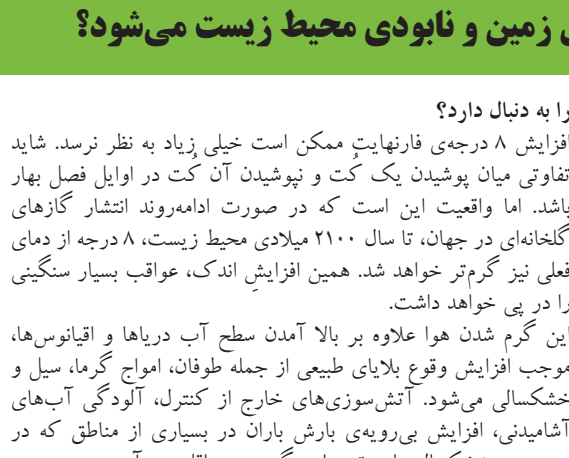 زمین و نابودی محیط زیست می‌شود؟
را به دنبال دارد؟
افزایش ۸ درجه‌ی فارنهایت ممکن است خیلی زیاد به نظر نرسد. شاید
تفاوتی میان پوشیدن یک کُت و نپوشیدن آن کُت در اوایل فصل بهار
باشد. اما واقعیت این است که در صورت ادامه‌روند انتشار گازهای
گلخانه‌ای در جهان، تا سال ۲۱۰۰ میلادی محیط زیست، ۸ درجه از دمای
فعلی نیز گرم‌تر خواهد شد. همین افزایشِ اندک، عواقب بسیار سنگینی
را در پی خواهد داشت.
این گرم شدن هوا علاوه بر بالا آمدن سطح آب دریاها و اقیانوس‌ها،
موجب افزایش وقوع بلایای طبیعی از جمله طوفان، امواج گرما، سیل و
خشکسالی می‌شود. آتش‌سوزی‌های خارج از کنترل، آلودگی آب‌های
آشامیدنی، افزایش بی‌رویه‌ی بارش باران در بسیاری از مناطق که در